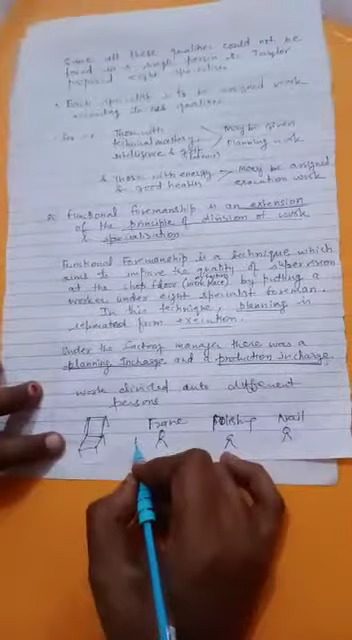 Since all these qualities could not be
found in a single person so Taylor
proposed eight specialists
• Each specialist is to be assigned work
according to its qualities
For ex Those with
technical mastery
intelligence & grit
May be given
Planning work
& Those with energy
& good health
May be assigned
execution work
Functional foremanship is an extension
of the principle of division of work
& specialisation.
Functional Foremanship is a technique which
aims to improve the quality of supervision
at the shop floor (work place) by putting a
worker under eight specialist foreman.
In this technique, planning is
seperated from execution.
Under the factory manager there was a
planning Incharge and a production incharge.
work divided into different
persons
Frame Polishing Nail